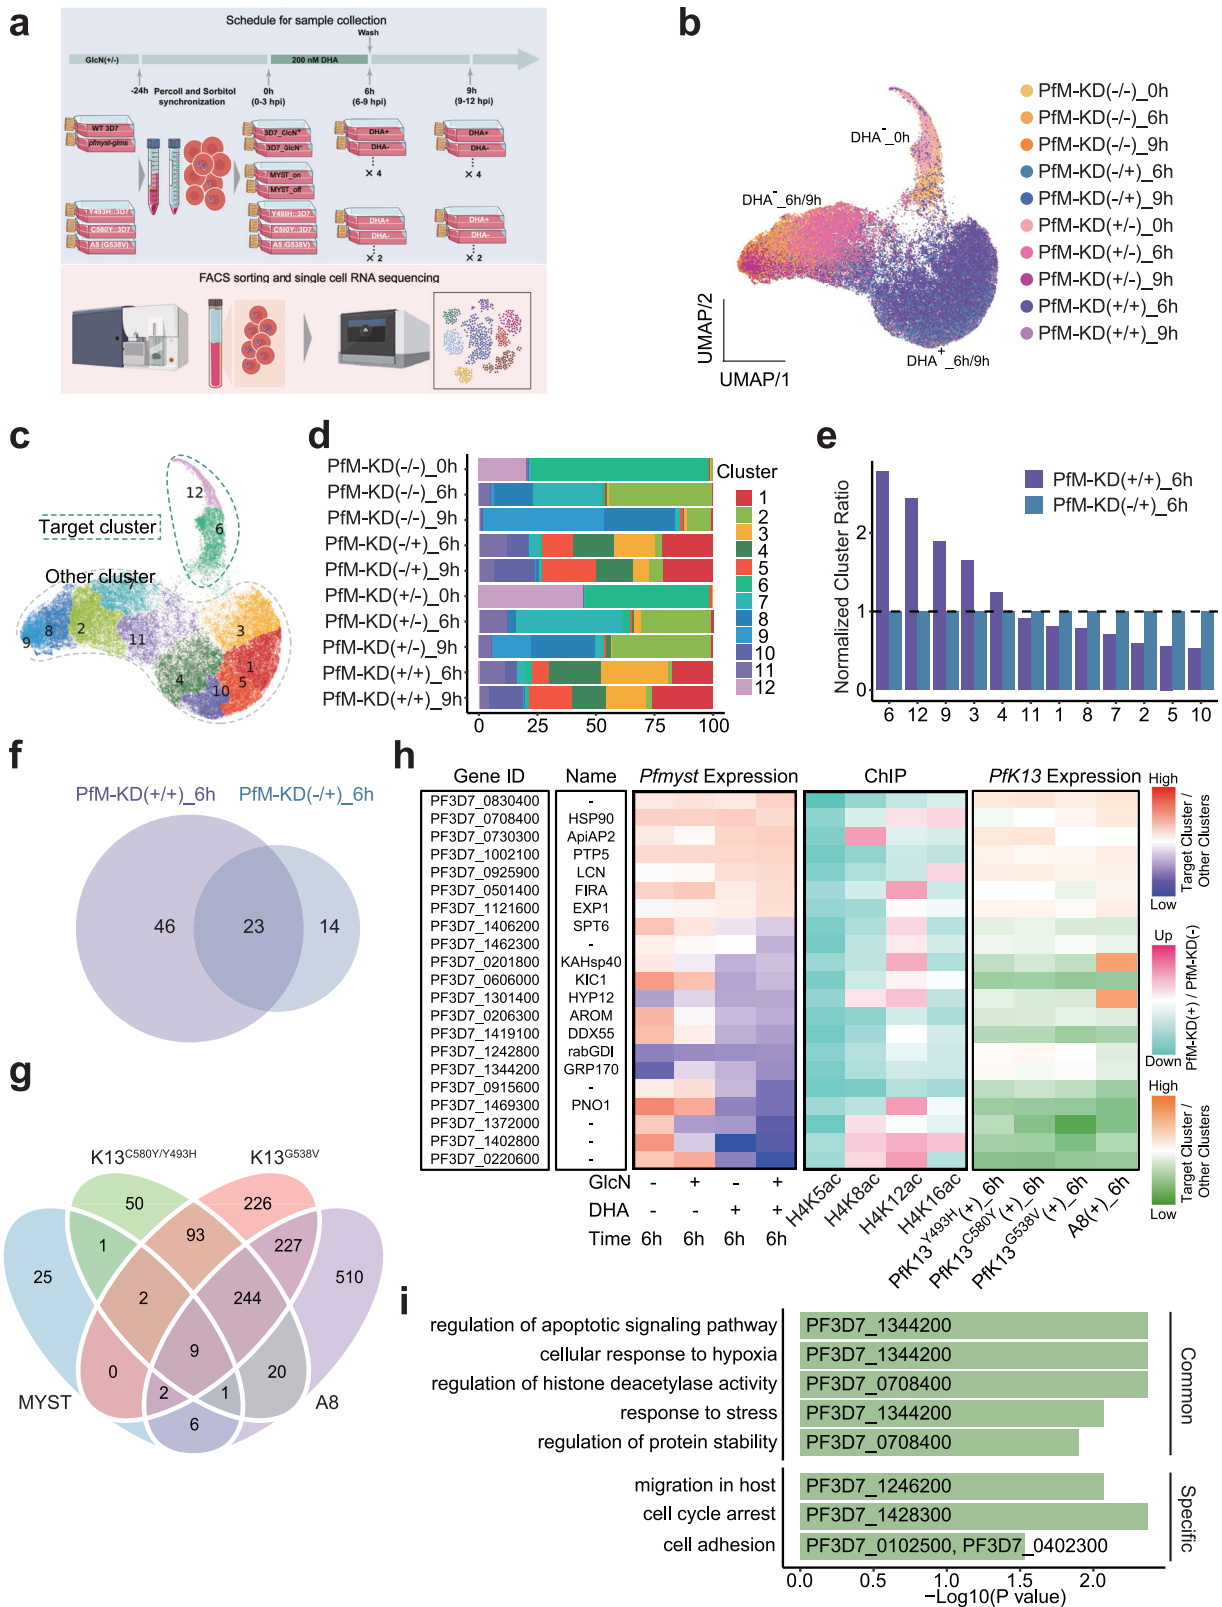 a
Schedule for sample collection
Wash
GlcN(+/-)
200 nM DHA
-24h
Percoll and Sorbitol
synchronization
0h
(0-3 hpi)
6h
(6-9 hpi)
9h
(9-12 hpi)
WT 3D7
pfmyst-glms
3D7_GlcN+
3D7_GlcN-
MYST_on
MYST_off
DHA+
DHA-
× 4
DHA+
DHA-
× 4
Y493H::3D7
C580Y::3D7
A5 (G538V)
Y493H::3D7
C580Y::3D7
A5 (G538V)
DHA+
DHA-
× 2
DHA+
DHA-
× 2
FACS sorting and single cell RNA sequencing
b
DHA-_0h
DHA-_6h/9h
DHA+_6h/9h
UMAP/2
UMAP/1
PfM-KD(-/-)_0h
PfM-KD(-/-)_6h
PfM-KD(-/-)_9h
PfM-KD(-/+)_6h
PfM-KD(-/+)_9h
PfM-KD(+/-)_0h
PfM-KD(+/-)_6h
PfM-KD(+/-)_9h
PfM-KD(+/+)_6h
PfM-KD(+/+)_9h
c
12
Target cluster
6
Other cluster
7
8
9
2
11
3
1
4
5
10
d
PfM-KD(-/-)_0h
PfM-KD(-/-)_6h
PfM-KD(-/-)_9h
PfM-KD(-/+)_6h
PfM-KD(-/+)_9h
PfM-KD(+/-)_0h
PfM-KD(+/-)_6h
PfM-KD(+/-)_9h
PfM-KD(+/+)_6h
PfM-KD(+/+)_9h
0 25 50 75 100
Cluster
1
2
3
4
5
6
7
8
9
10
11
12
e
Normalized Cluster Ratio
2
1
0
PfM-KD(+/+)_6h
PfM-KD(-/+)_6h
6 12 9 3 4 11 1 8 7 2 5 10
f
PfM-KD(+/+)_6h PfM-KD(-/+)_6h
46 23 14
g
K13C580Y/Y493H
K13G538V
50
226
1
93
227
25
510
2
244
9
0
20
2
1
6
MYST
A8
h
Gene ID Name Pfmyst Expression ChIP PfK13 Expression
PF3D7_0830400 -
PF3D7_0708400 HSP90
PF3D7_0730300 ApiAP2
PF3D7_1002100 PTP5
PF3D7_0925900 LCN
PF3D7_0501400 FIRA
PF3D7_1121600 EXP1
PF3D7_1406200 SPT6
PF3D7_1462300 -
PF3D7_0201800 KAHsp40
PF3D7_0606000 KIC1
PF3D7_1301400 HYP12
PF3D7_0206300 AROM
PF3D7_1419100 DDX55
PF3D7_1242800 rabGDI
PF3D7_1344200 GRP170
PF3D7_0915600 -
PF3D7_1469300 PNO1
PF3D7_1372000 -
PF3D7_1402800 -
PF3D7_0220600 -
GlcN - + - +
DHA - - + +
Time 6h 6h 6h 6h
H4K5ac
H4K8ac
H4K12ac
H4K16ac
PfK13Y493H(+)_6h
PfK13C580Y(+)_6h
PfK13G538V(+)_6h
A8(+)_6h
High
Target Cluster /
Other Clusters
Low
Up
PfM-KD(+) / PfM-KD(-)
Down
High
Target Cluster /
Other Clusters
Low
i
regulation of apoptotic signaling pathway PF3D7_1344200
cellular response to hypoxia PF3D7_1344200
regulation of histone deacetylase activity PF3D7_0708400
response to stress PF3D7_1344200
regulation of protein stability PF3D7_0708400
Common
migration in host PF3D7_1246200
cell cycle arrest PF3D7_1428300
cell adhesion PF3D7_0102500, PF3D7_0402300
Specific
0.0 0.5 1.0 1.5 2.0
−Log10(P value)